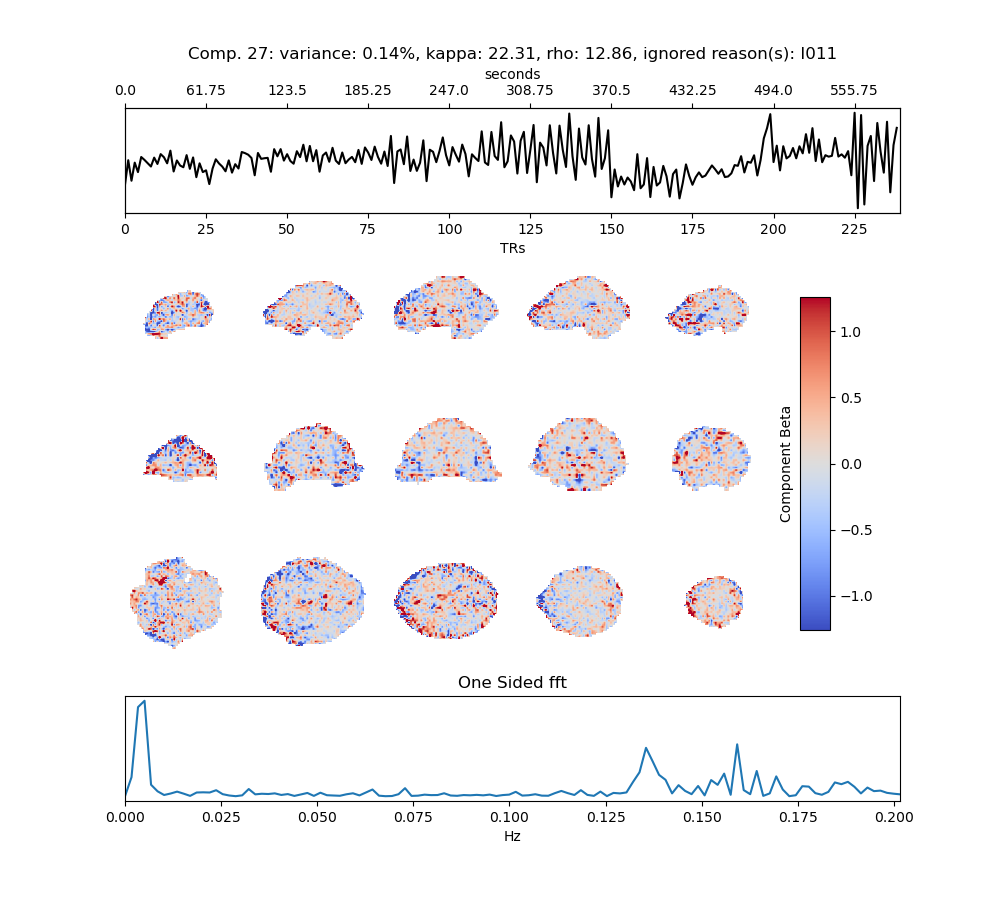 Comp. 27: variance: 0.14%, kappa: 22.31, rho: 12.86, ignored reason(s): I011
seconds
0.0 61.75 123.5 185.25 247.0 308.75 370.5 432.25 494.0 555.75
0 25 50 75 100 125 150 175 200 225
TRs
1.0
0.5
0.0
−0.5
−1.0
Component Beta
One Sided fft
0.000 0.025 0.050 0.075 0.100 0.125 0.150 0.175 0.200
Hz